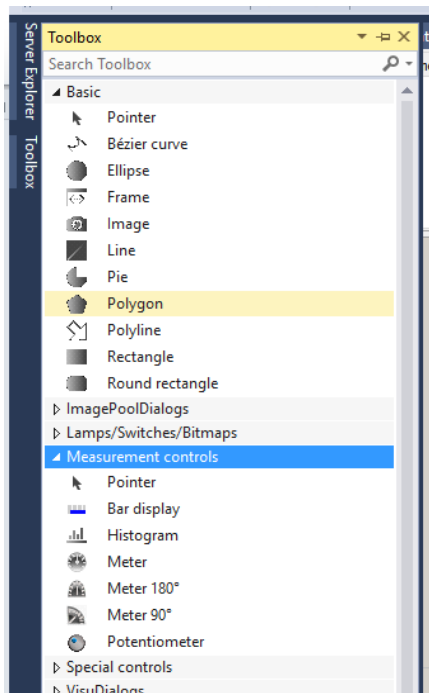 Server Explorer
Toolbox
Toolbox
Search Toolbox
Basic
Pointer
Bézier curve
Ellipse
Frame
Image
Line
Pie
Polygon
Polyline
Rectangle
Round rectangle
ImagePoolDialogs
Lamps/Switches/Bitmaps
Measurement controls
Pointer
Bar display
Histogram
Meter
Meter 180°
Meter 90°
Potentiometer
Special controls
VisuDialogs